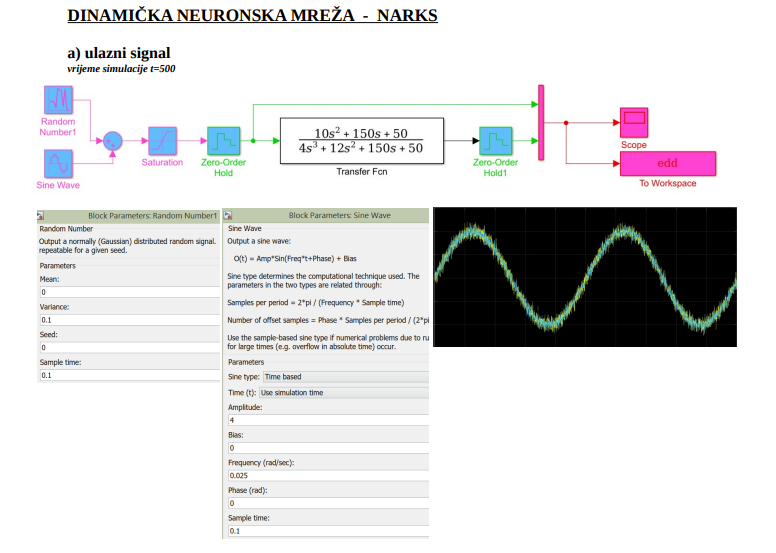 DINAMIČKA NEURONSKA MREŽA - NARKS
a) ulazni signal
vrijeme simulacije t=500
Random
Number1
Sine Wave
Saturation
Zero-Order
Hold
10s² + 150s + 50
4s³ + 12s² + 150s + 50
Transfer Fcn
Zero-Order
Hold1
Scope
edd
To Workspace
Block Parameters: Random Number1
Random Number
Output a normally (Gaussian) distributed random signal.
repeatable for a given seed.
Parameters
Mean:
0
Variance:
0.1
Seed:
0
Sample time:
0.1
Block Parameters: Sine Wave
Sine Wave
Output a sine wave:
O(t) = Amp*Sin(Freq*t+Phase) + Bias
Sine type determines the computational technique used. The
parameters in the two types are related through:
Samples per period = 2*pi / (Frequency * Sample time)
Number of offset samples = Phase * Samples per period / (2*pi
Use the sample-based sine type if numerical problems due to ru
for large times (e.g. overflow in absolute time) occur.
Parameters
Sine type: Time based
Time (t): Use simulation time
Amplitude:
4
Bias:
0
Frequency (rad/sec):
0.025
Phase (rad):
0
Sample time:
0.1